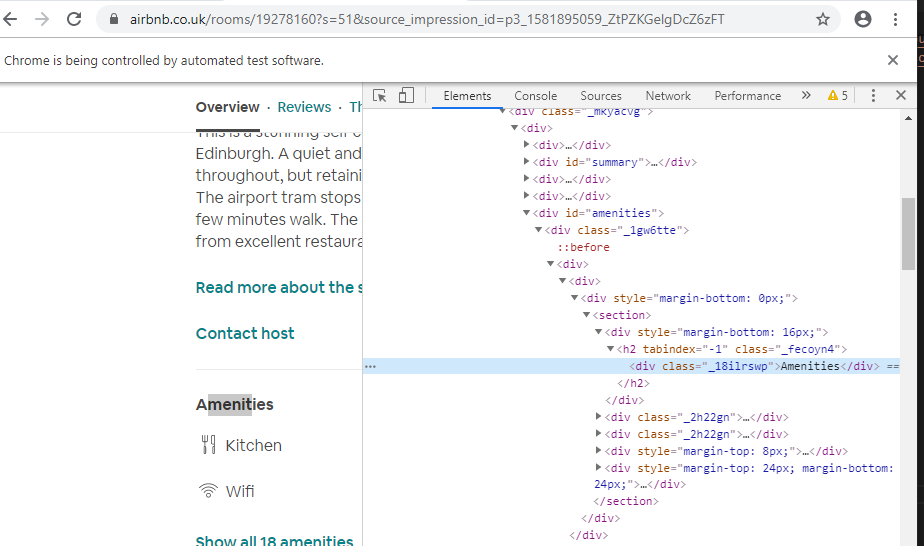 airbnb.co.uk/rooms/19278160?s=51&source_impression_id=p3_1581895059_ZtPZKGelgDcZ6zFT
Chrome is being controlled by automated test software.
Overview · Reviews · Th
This is a stunning self c
Edinburgh. A quiet and
throughout, but retaini
The airport tram stops
few minutes walk. The
from excellent restaura
Read more about the s
Contact host
Amenities
Kitchen
Wifi
Show all 18 amenities
Elements Console Sources Network Performance » 5
<div class="_mkyacvg">
<div>
<div>…</div>
<div id="summary">…</div>
<div>…</div>
<div>…</div>
<div id="amenities">
<div class="_1gw6tte">
::before
<div>
<div>
<div style="margin-bottom: 0px;">
<section>
<div style="margin-bottom: 16px;">
<h2 tabindex="-1" class="_fecoyn4">
… <div class="_18ilrswp">Amenities</div> ==
</h2>
</div>
<div class="_2h22gn">…</div>
<div class="_2h22gn">…</div>
<div style="margin-top: 8px;">…</div>
<div style="margin-top: 24px; margin-bottom:
24px;">…</div>
</section>
</div>
</div>